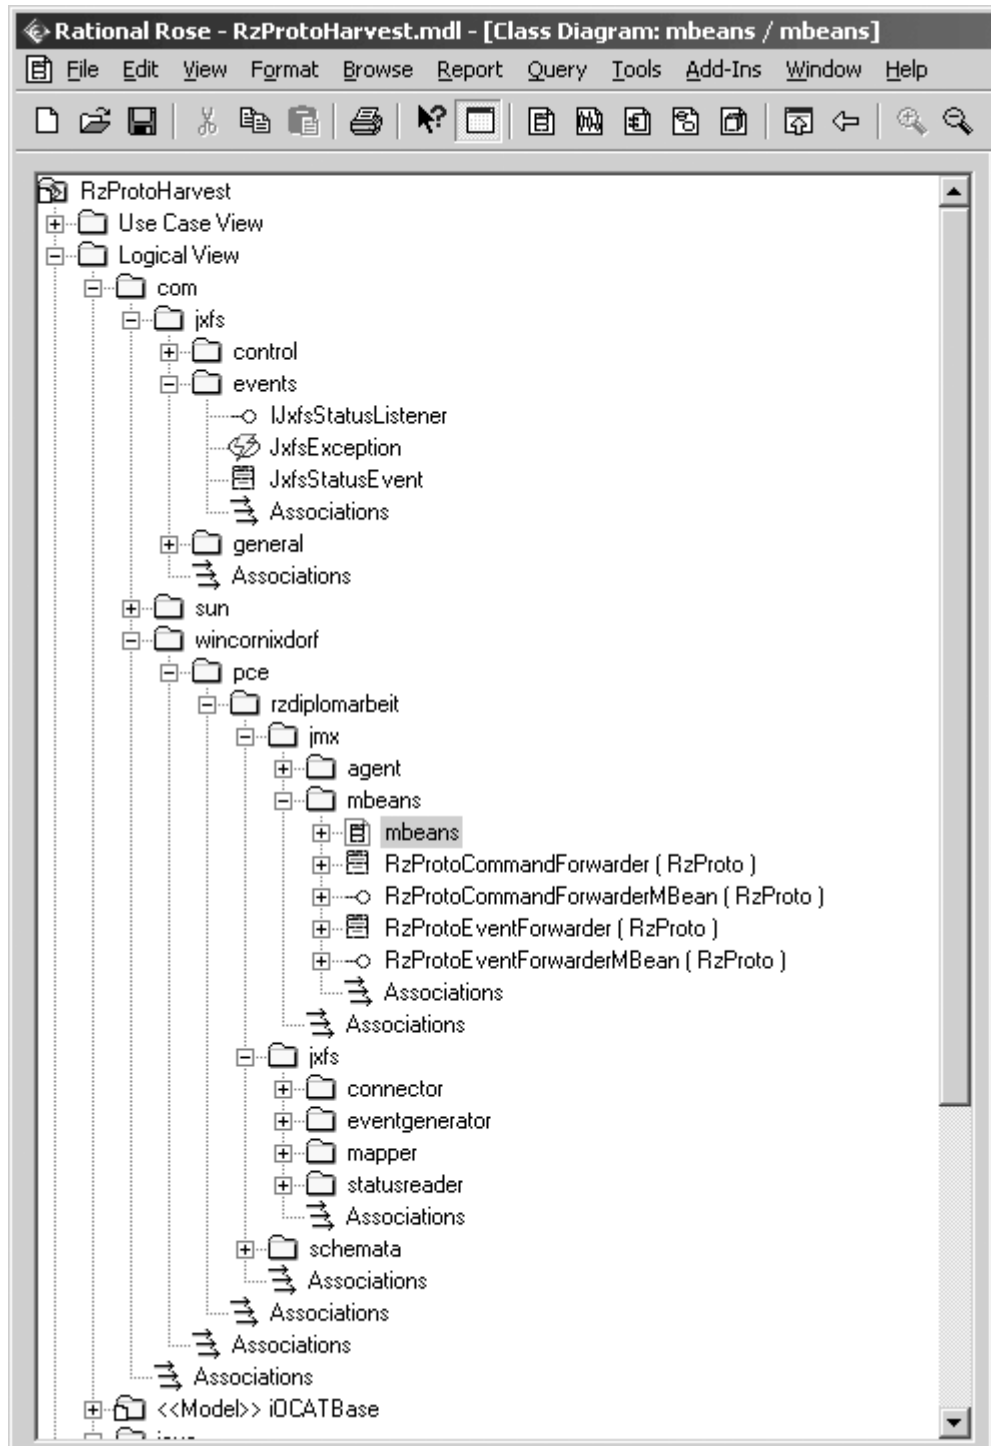 Rational Rose - RzProtoHarvest.mdl - [Class Diagram: mbeans / mbeans]
File Edit View Format Browse Report Query Tools Add-Ins Window Help
RzProtoHarvest
Use Case View
Logical View
com
jxfs
control
events
IJxfsStatusListener
JxfsException
JxfsStatusEvent
Associations
general
Associations
sun
wincornixdorf
pce
rzdiplomarbeit
jmx
agent
mbeans
mbeans
RzProtoCommandForwarder ( RzProto )
RzProtoCommandForwarderMBean ( RzProto )
RzProtoEventForwarder ( RzProto )
RzProtoEventForwarderMBean ( RzProto )
Associations
Associations
jxfs
connector
eventgenerator
mapper
statusreader
Associations
schemata
Associations
Associations
Associations
Associations
<<Model>> iOCATBase